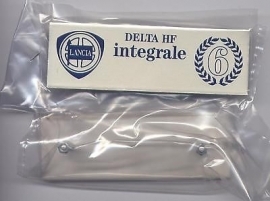 LANCIA
DELTA HF
integrale
6